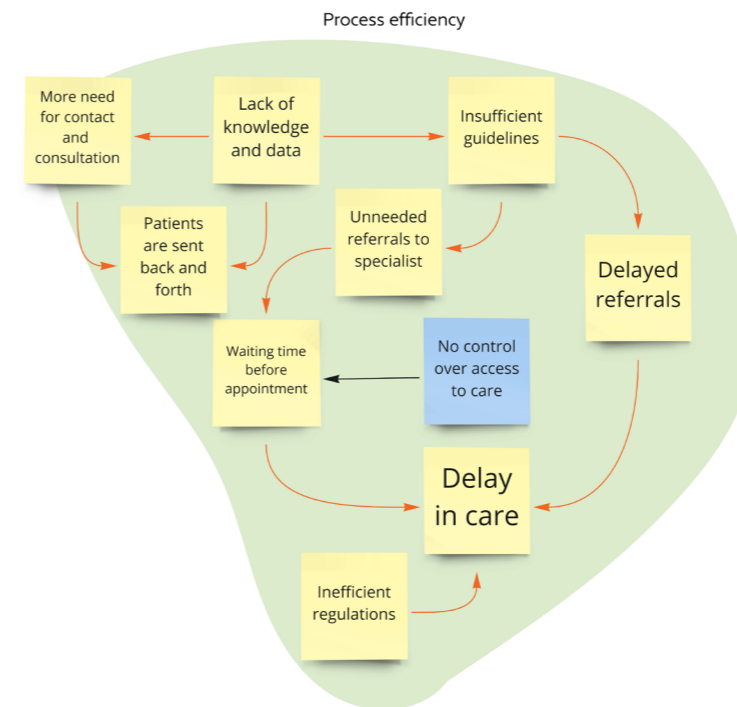 Process efficiency
More need
for contact
and
consultation
Lack of
knowledge
and data
Insufficient
guidelines
Patients
are sent
back and
forth
Unneeded
referrals to
specialist
Delayed
referrals
Waiting time
before
appointment
No control
over access
to care
Delay
in care
Inefficient
regulations